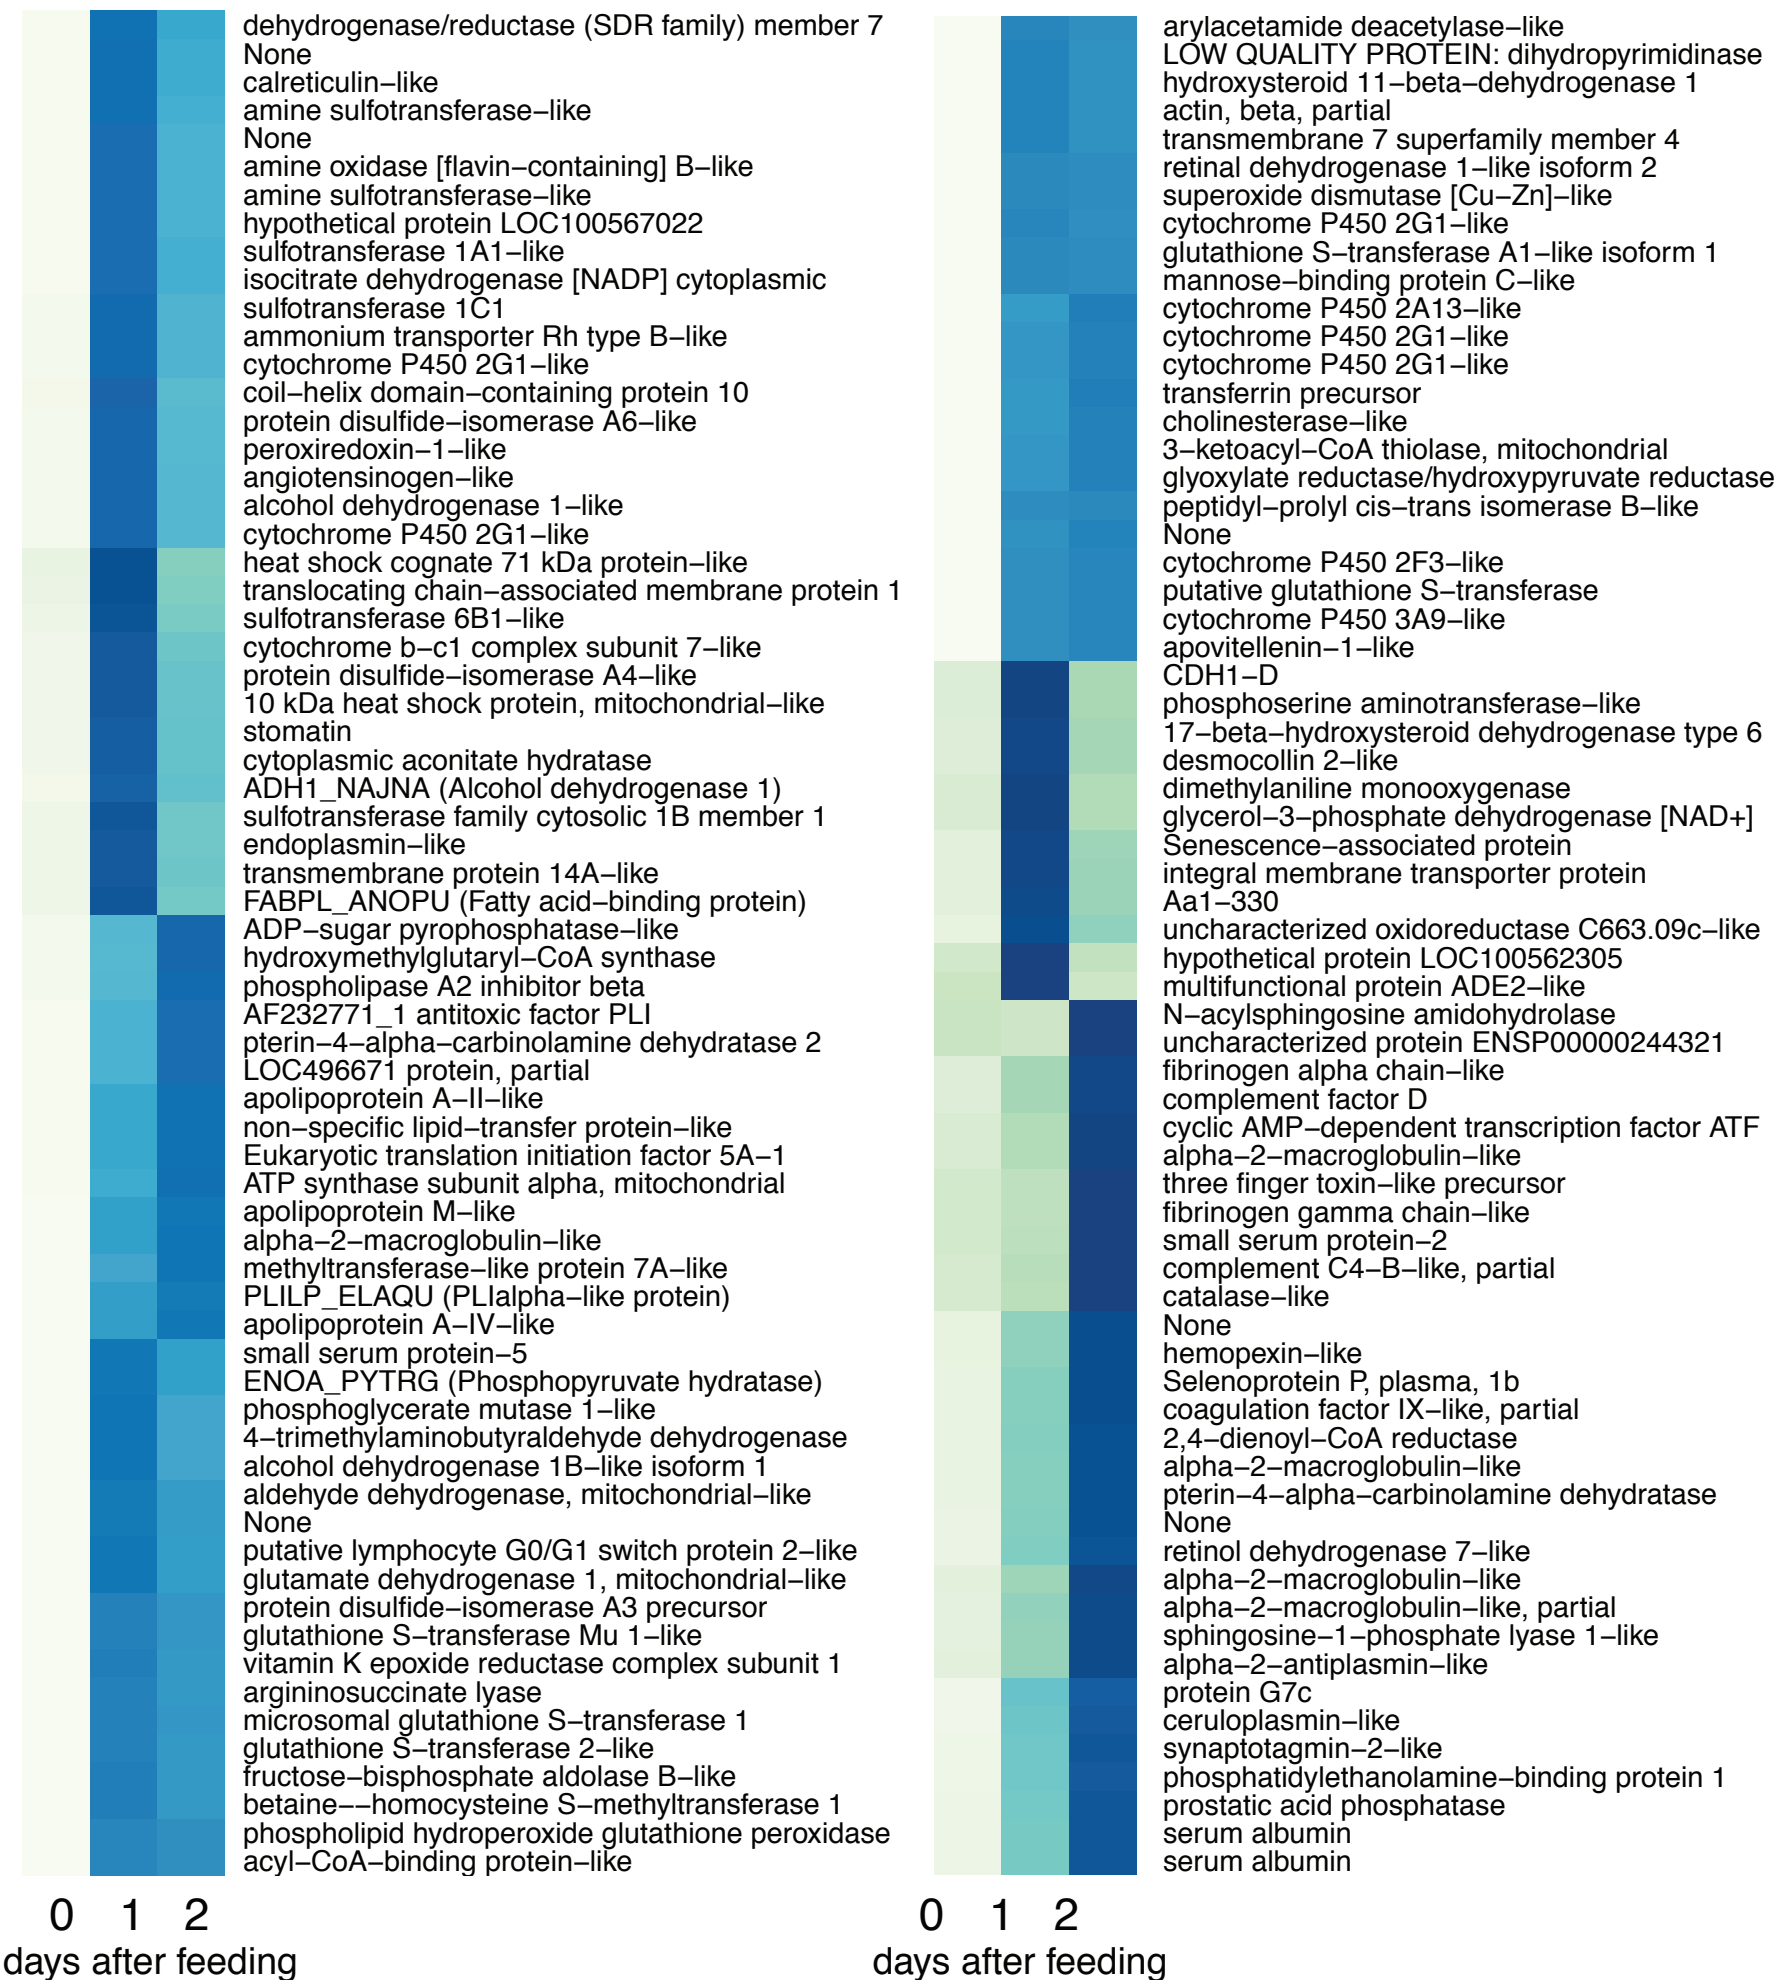 dehydrogenase/reductase (SDR family) member 7
None
calreticulin−like
amine sulfotransferase−like
None
amine oxidase [flavin−containing] B−like
amine sulfotransferase−like
hypothetical protein LOC100567022
sulfotransferase 1A1−like
isocitrate dehydrogenase [NADP] cytoplasmic
sulfotransferase 1C1
ammonium transporter Rh type B−like
cytochrome P450 2G1−like
coil−helix domain−containing protein 10
protein disulfide−isomerase A6−like
peroxiredoxin−1−like
angiotensinogen−like
alcohol dehydrogenase 1−like
cytochrome P450 2G1−like
heat shock cognate 71 kDa protein−like
translocating chain−associated membrane protein 1
sulfotransferase 6B1−like
cytochrome b−c1 complex subunit 7−like
protein disulfide−isomerase A4−like
10 kDa heat shock protein, mitochondrial−like
stomatin
cytoplasmic aconitate hydratase
ADH1_NAJNA (Alcohol dehydrogenase 1)
sulfotransferase family cytosolic 1B member 1
endoplasmin−like
transmembrane protein 14A−like
FABPL_ANOPU (Fatty acid−binding protein)
ADP−sugar pyrophosphatase−like
hydroxymethylglutaryl−CoA synthase
phospholipase A2 inhibitor beta
AF232771_1 antitoxic factor PLI
pterin−4−alpha−carbinolamine dehydratase 2
LOC496671 protein, partial
apolipoprotein A−II−like
non−specific lipid−transfer protein−like
Eukaryotic translation initiation factor 5A−1
ATP synthase subunit alpha, mitochondrial
apolipoprotein M−like
alpha−2−macroglobulin−like
methyltransferase−like protein 7A−like
PLILP_ELAQU (PLIalpha−like protein)
apolipoprotein A−IV−like
small serum protein−5
ENOA_PYTRG (Phosphopyruvate hydratase)
phosphoglycerate mutase 1−like
4−trimethylaminobutyraldehyde dehydrogenase
alcohol dehydrogenase 1B−like isoform 1
aldehyde dehydrogenase, mitochondrial−like
None
putative lymphocyte G0/G1 switch protein 2−like
glutamate dehydrogenase 1, mitochondrial−like
protein disulfide−isomerase A3 precursor
glutathione S−transferase Mu 1−like
vitamin K epoxide reductase complex subunit 1
argininosuccinate lyase
microsomal glutathione S−transferase 1
glutathione S−transferase 2−like
fructose−bisphosphate aldolase B−like
betaine−−homocysteine S−methyltransferase 1
phospholipid hydroperoxide glutathione peroxidase
acyl−CoA−binding protein−like
0 1 2
days after feeding
arylacetamide deacetylase−like
LOW QUALITY PROTEIN: dihydropyrimidinase
hydroxysteroid 11−beta−dehydrogenase 1
actin, beta, partial
transmembrane 7 superfamily member 4
retinal dehydrogenase 1−like isoform 2
superoxide dismutase [Cu−Zn]−like
cytochrome P450 2G1−like
glutathione S−transferase A1−like isoform 1
mannose−binding protein C−like
cytochrome P450 2A13−like
cytochrome P450 2G1−like
cytochrome P450 2G1−like
transferrin precursor
cholinesterase−like
3−ketoacyl−CoA thiolase, mitochondrial
glyoxylate reductase/hydroxypyruvate reductase
peptidyl−prolyl cis−trans isomerase B−like
None
cytochrome P450 2F3−like
putative glutathione S−transferase
cytochrome P450 3A9−like
apovitellenin−1−like
CDH1−D
phosphoserine aminotransferase−like
17−beta−hydroxysteroid dehydrogenase type 6
desmocollin 2−like
dimethylaniline monooxygenase
glycerol−3−phosphate dehydrogenase [NAD+]
Senescence−associated protein
integral membrane transporter protein
Aa1−330
uncharacterized oxidoreductase C663.09c−like
hypothetical protein LOC100562305
multifunctional protein ADE2−like
N−acylsphingosine amidohydrolase
uncharacterized protein ENSP00000244321
fibrinogen alpha chain−like
complement factor D
cyclic AMP−dependent transcription factor ATF
alpha−2−macroglobulin−like
three finger toxin−like precursor
fibrinogen gamma chain−like
small serum protein−2
complement C4−B−like, partial
catalase−like
None
hemopexin−like
Selenoprotein P, plasma, 1b
coagulation factor IX−like, partial
2,4−dienoyl−CoA reductase
alpha−2−macroglobulin−like
pterin−4−alpha−carbinolamine dehydratase
None
retinol dehydrogenase 7−like
alpha−2−macroglobulin−like
alpha−2−macroglobulin−like, partial
sphingosine−1−phosphate lyase 1−like
alpha−2−antiplasmin−like
protein G7c
ceruloplasmin−like
synaptotagmin−2−like
phosphatidylethanolamine−binding protein 1
prostatic acid phosphatase
serum albumin
serum albumin
0 1 2
days after feeding